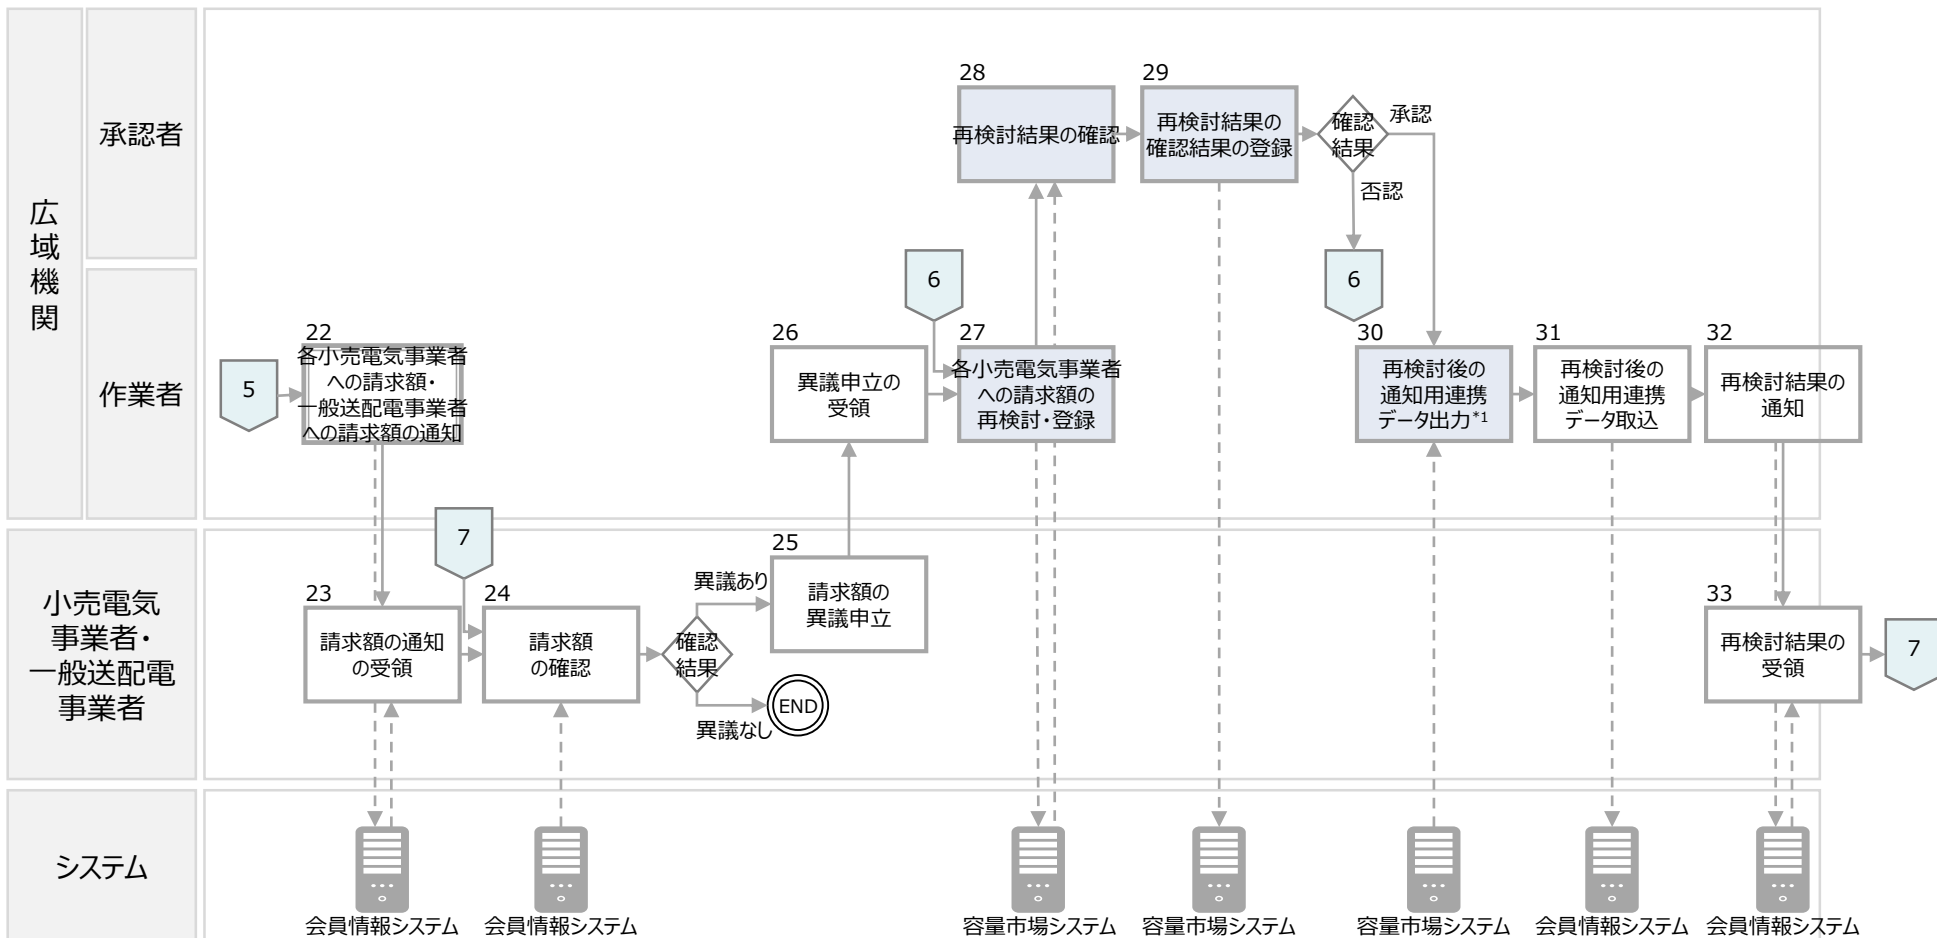 広
域
機
関
承認者
28
再検討結果の確認
29
再検討結果の
確認結果の登録
確認
結果
承認
否認
6
6
作業者
5
22
各小売電気事業者
への請求額・
一般送配電事業者
への請求額の通知
26
異議申立の
受領
27
各小売電気事業者
への請求額の
再検討・登録
30
再検討後の
通知用連携
データ出力*1
31
再検討後の
通知用連携
データ取込
32
再検討結果の
通知
小売電気
事業者・
一般送配電
事業者
23
請求額の通知
の受領
7
24
請求額
の確認
確認
結果
異議あり
異議なし
END
25
請求額の
異議申立
33
再検討結果の
受領
7
システム
会員情報システム
会員情報システム
容量市場システム
容量市場システム
容量市場システム
会員情報システム
会員情報システム